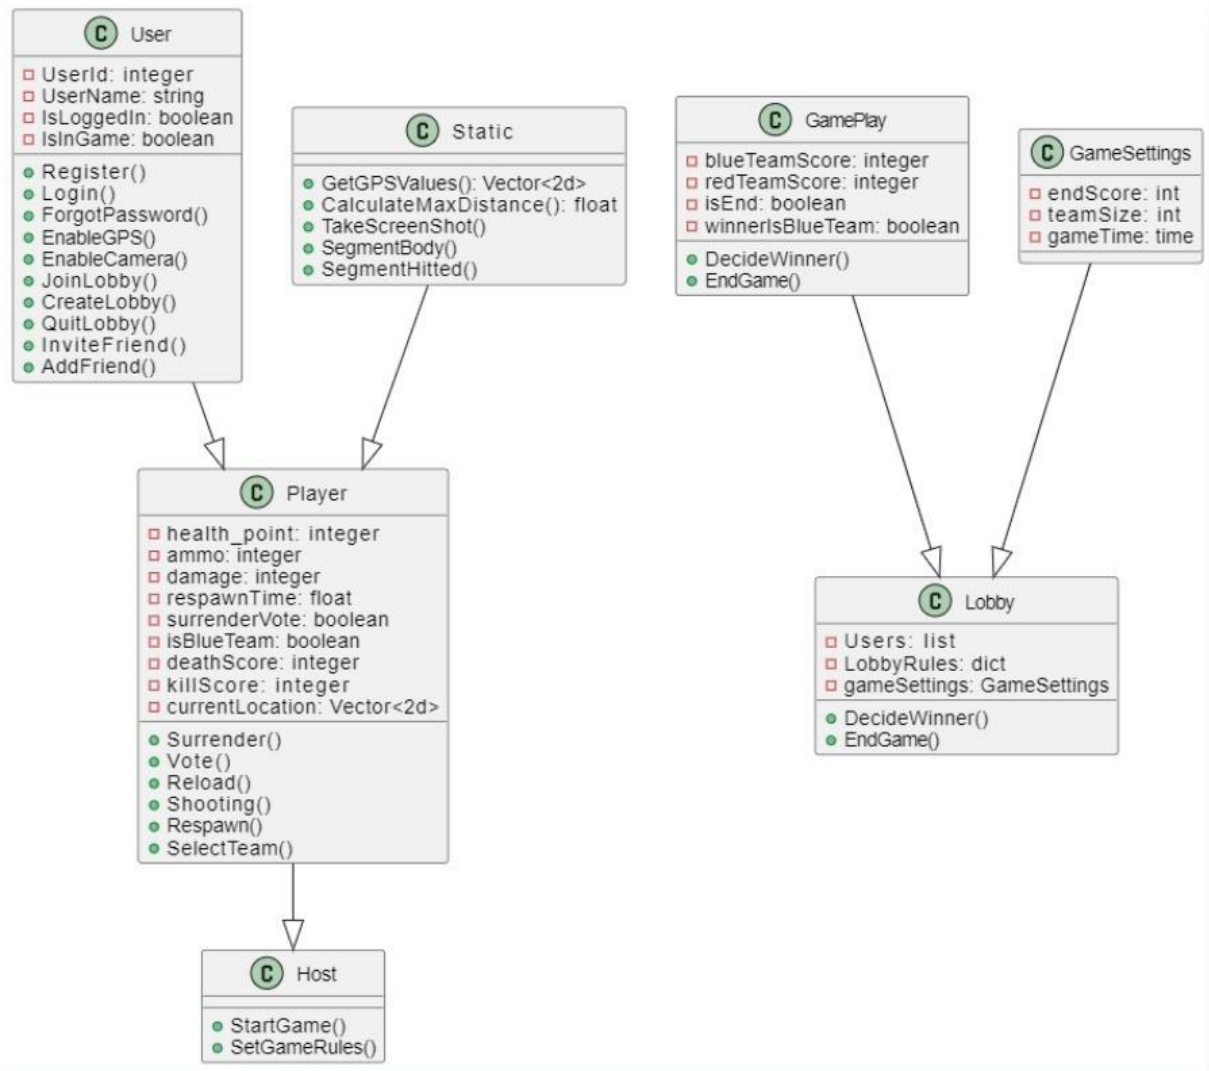 C User
UserId: integer
UserName: string
IsLoggedIn: boolean
IsInGame: boolean
Register()
Login()
ForgotPassword()
EnableGPS()
EnableCamera()
JoinLobby()
CreateLobby()
QuitLobby()
InviteFriend()
AddFriend()
C Static
GetGPSValues(): Vector<2d>
CalculateMaxDistance(): float
TakeScreenShot()
SegmentBody()
SegmentHitted()
C GamePlay
blueTeamScore: integer
redTeamScore: integer
isEnd: boolean
winnerIsBlueTeam: boolean
DecideWinner()
EndGame()
C GameSettings
endScore: int
teamSize: int
gameTime: time
C Player
health_point: integer
ammo: integer
damage: integer
respawnTime: float
surrenderVote: boolean
isBlueTeam: boolean
deathScore: integer
killScore: integer
currentLocation: Vector<2d>
Surrender()
Vote()
Reload()
Shooting()
Respawn()
SelectTeam()
C Lobby
Users: list
LobbyRules: dict
gameSettings: GameSettings
DecideWinner()
EndGame()
C Host
StartGame()
SetGameRules()